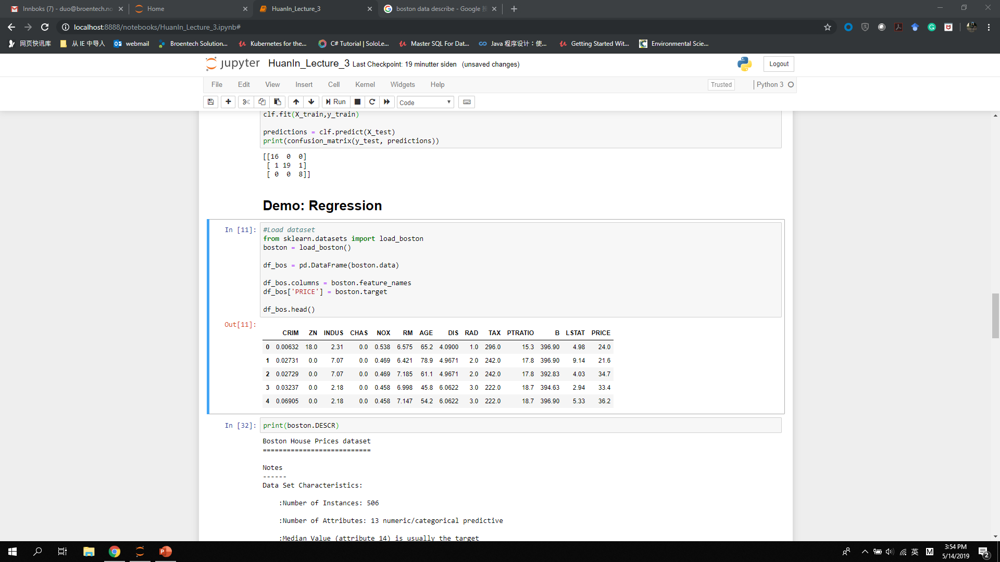 Innboks (7) - duo@broentech.no
Home
HuanIn_Lecture_3
boston data describe - Google
localhost:8888/notebooks/HuanIn_Lecture_3.ipynb#
网页快讯库
从 IE 中导入
webmail
Broentech Solution...
Kubernetes for the...
C# Tutorial | SoloLe...
Master SQL For Dat...
Java 程序设计：使...
Getting Started Wit...
Environmental Scie...
jupyter HuanIn_Lecture_3 Last Checkpoint: 19 minutter siden (unsaved changes)
Logout
File Edit View Insert Cell Kernel Widgets Help
Trusted
Python 3
Run
Code
clf.fit(X_train,y_train)
predictions = clf.predict(X_test)
print(confusion_matrix(y_test, predictions))
[[16 0 0]
[ 1 19 1]
[ 0 0 8]]
Demo: Regression
In [11]:
#Load dataset
from sklearn.datasets import load_boston
boston = load_boston()
df_bos = pd.DataFrame(boston.data)
df_bos.columns = boston.feature_names
df_bos['PRICE'] = boston.target
df_bos.head()
Out[11]:
CRIM ZN INDUS CHAS NOX RM AGE DIS RAD TAX PTRATIO B LSTAT PRICE
0 0.00632 18.0 2.31 0.0 0.538 6.575 65.2 4.0900 1.0 296.0 15.3 396.90 4.98 24.0
1 0.02731 0.0 7.07 0.0 0.469 6.421 78.9 4.9671 2.0 242.0 17.8 396.90 9.14 21.6
2 0.02729 0.0 7.07 0.0 0.469 7.185 61.1 4.9671 2.0 242.0 17.8 392.83 4.03 34.7
3 0.03237 0.0 2.18 0.0 0.458 6.998 45.8 6.0622 3.0 222.0 18.7 394.63 2.94 33.4
4 0.06905 0.0 2.18 0.0 0.458 7.147 54.2 6.0622 3.0 222.0 18.7 396.90 5.33 36.2
In [32]:
print(boston.DESCR)
Boston House Prices dataset
===========================
Notes
------
Data Set Characteristics:
:Number of Instances: 506
:Number of Attributes: 13 numeric/categorical predictive
:Median Value (attribute 14) is usually the target
英
M
3:54 PM
5/14/2019
2